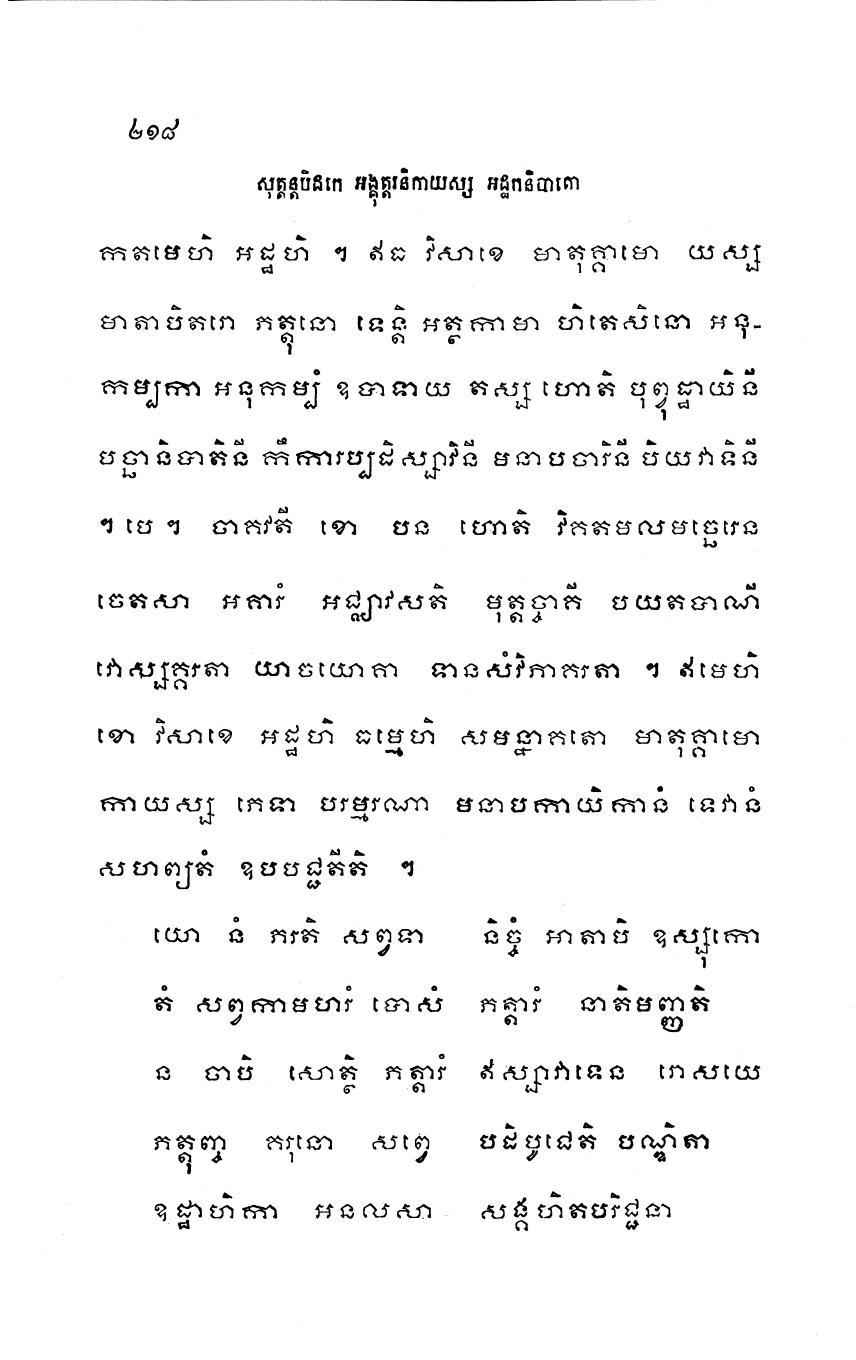 ២១៨
សុត្តន្តបិដកេ អង្គុត្តរនិកាយស្ស អដ្ឋកនិបាតោ
កតមេហិ អដ្ឋហិ ។ ឥធ វិសាខេ មាតុគ្គាមោ យស្ស
មាតាបិតរោ ភត្តុនោ ទេន្តិ អត្ថកាមា ហិតេសិនោ អនុ-
កម្បកា អនុកម្បំ ឧបាទាយ តស្ស ហោតិ បុព្វុដ្ឋាយិនី
បច្ឆានិបាតិនី កឹការប្បដិស្សាវិនី មនាបចារិនី បិយវាទិនី
។ បេ ។ ចាគវតី ខោ បន ហោតិ វិគតមលមច្ឆេរេន
ចេតសា អគារំ អជ្ឈាវសតិ មុត្តច្ចាគី បយតបាណី
វោស្សគ្គរតា យាចយោគា ទានសំវិភាគរតា ។ ឥមេហិ
ខោ វិសាខេ អដ្ឋហិ ធម្មេហិ សមន្នាគតោ មាតុគ្គាមោ
កាយស្ស ភេទា បរម្មរណា មនាបកាយិកានំ ទេវានំ
សហព្យតំ ឧបបជ្ជតីតិ ។
យោ នំ ភរតិ សព្វទា និច្ចំ អាតាបិ ឧស្សុកោ
តំ សព្វកាមហរំ បោសំ ភត្តារំ នាតិមញ្ញតិ
ន ចាបិ សោត្ថិ ភត្តារំ ឥស្សាវាទេន រោសយេ
ភត្តុញ្ច គរុនោ សព្វេ បដិបូជេតិ បណ្ឌិតា
ឧដ្ឋាហិកា អនលសា សង្គហិតបរិជ្ជនា